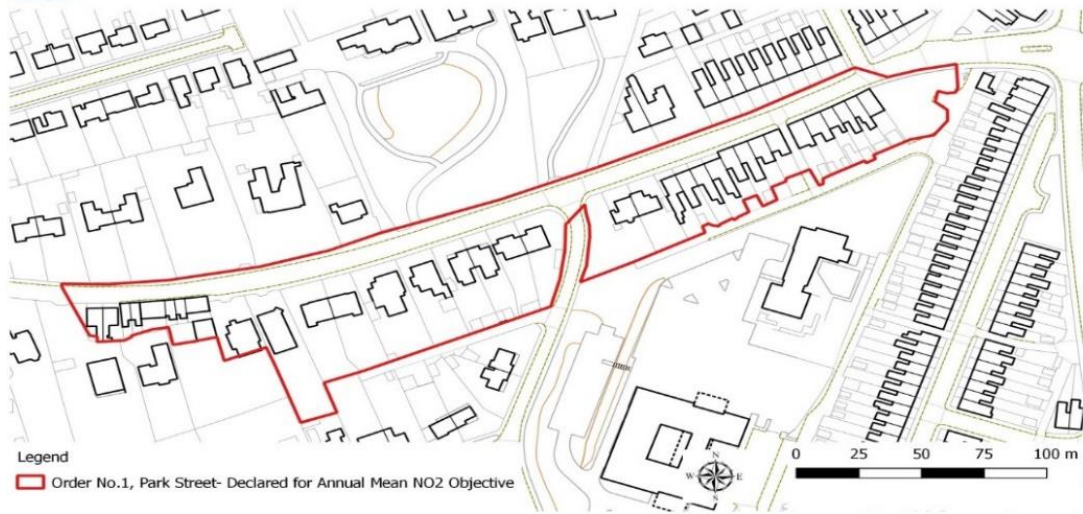 Legend
Order No.1, Park Street- Declared for Annual Mean NO2 Objective
N
W E
S
0 25 50 75 100 m